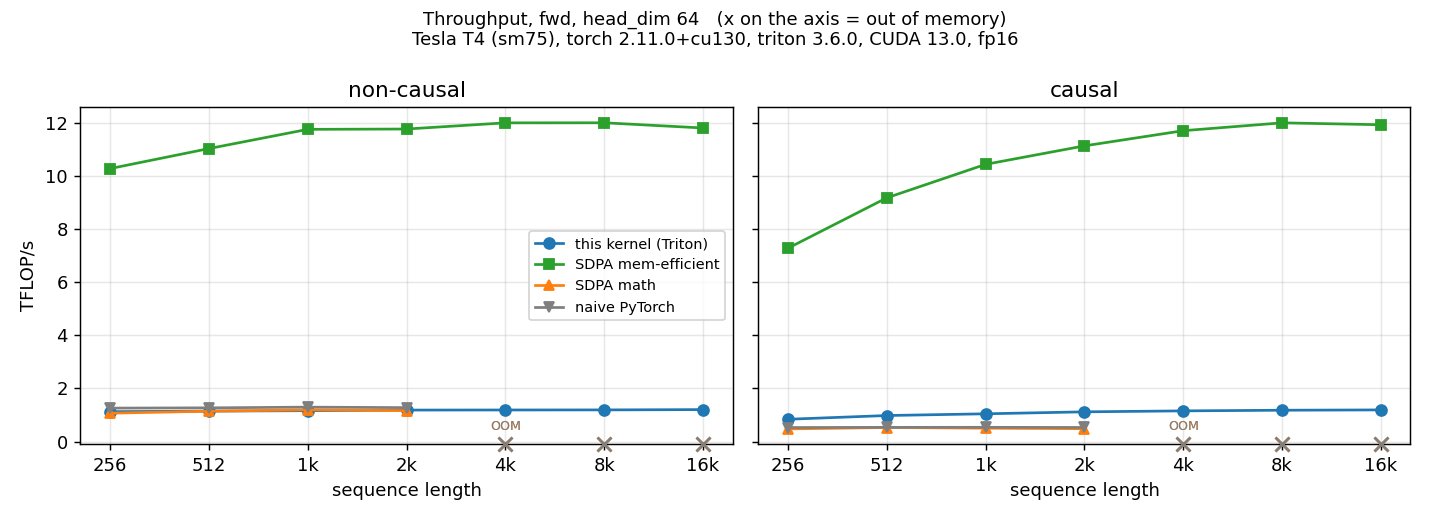 Throughput, fwd, head_dim 64   (x on the axis = out of memory)
Tesla T4 (sm75), torch 2.11.0+cu130, triton 3.6.0, CUDA 13.0, fp16
non-causal
causal
TFLOP/s
12
10
8
6
4
2
0
this kernel (Triton)
SDPA mem-efficient
SDPA math
naive PyTorch
OOM
OOM
256 512 1k 2k 4k 8k 16k
256 512 1k 2k 4k 8k 16k
sequence length
sequence length